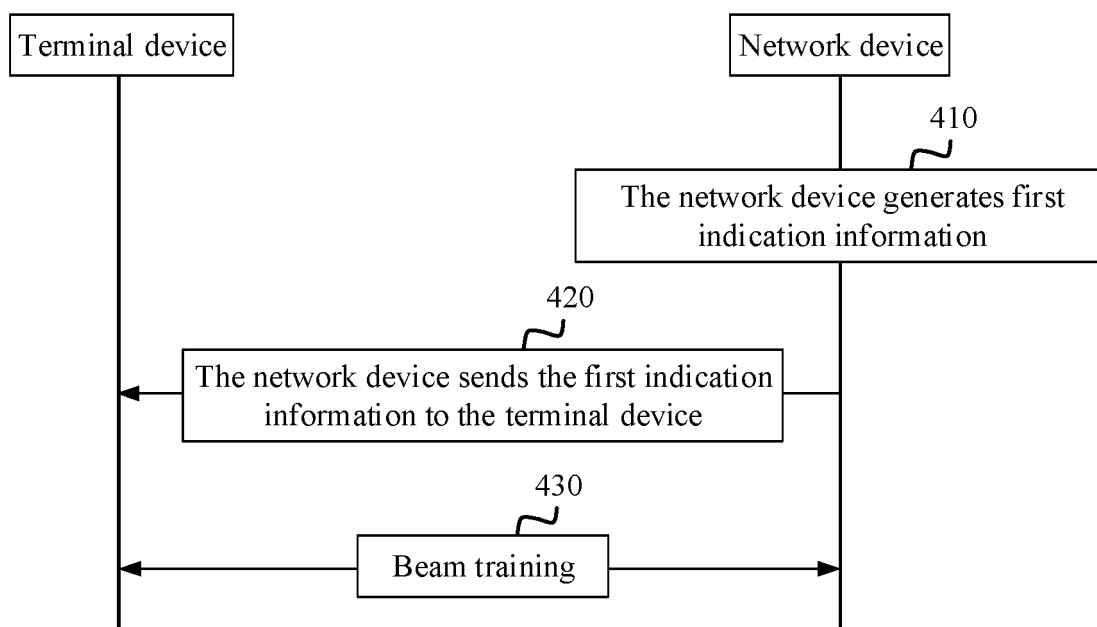 Terminal device
Network device
410
The network device generates first
indication information
420
The network device sends the first indication
information to the terminal device
430
Beam training